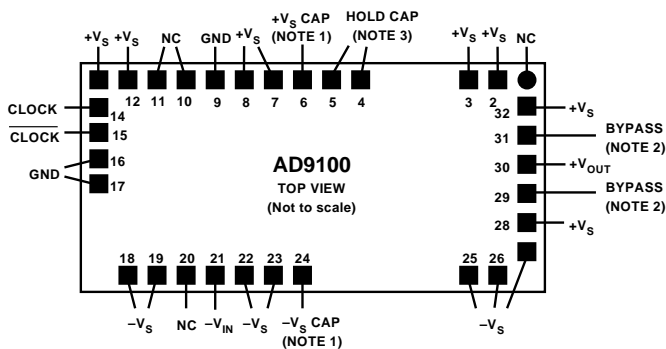 +VS CAP HOLD CAP
+VS +VS NC GND +VS (NOTE 1) (NOTE 3) +VS +VS NC
12 11 10 9 8 7 6 5 4 3 2
CLOCK 14 32 +VS
CLOCK 15 31 BYPASS
(NOTE 2)
16 AD9100 30 +VOUT
GND TOP VIEW
17 (Not to scale) 29 BYPASS
(NOTE 2)
28 +VS
18 19 20 21 22 23 24 25 26
–VS NC –VIN –VS –VS CAP –VS
(NOTE 1)